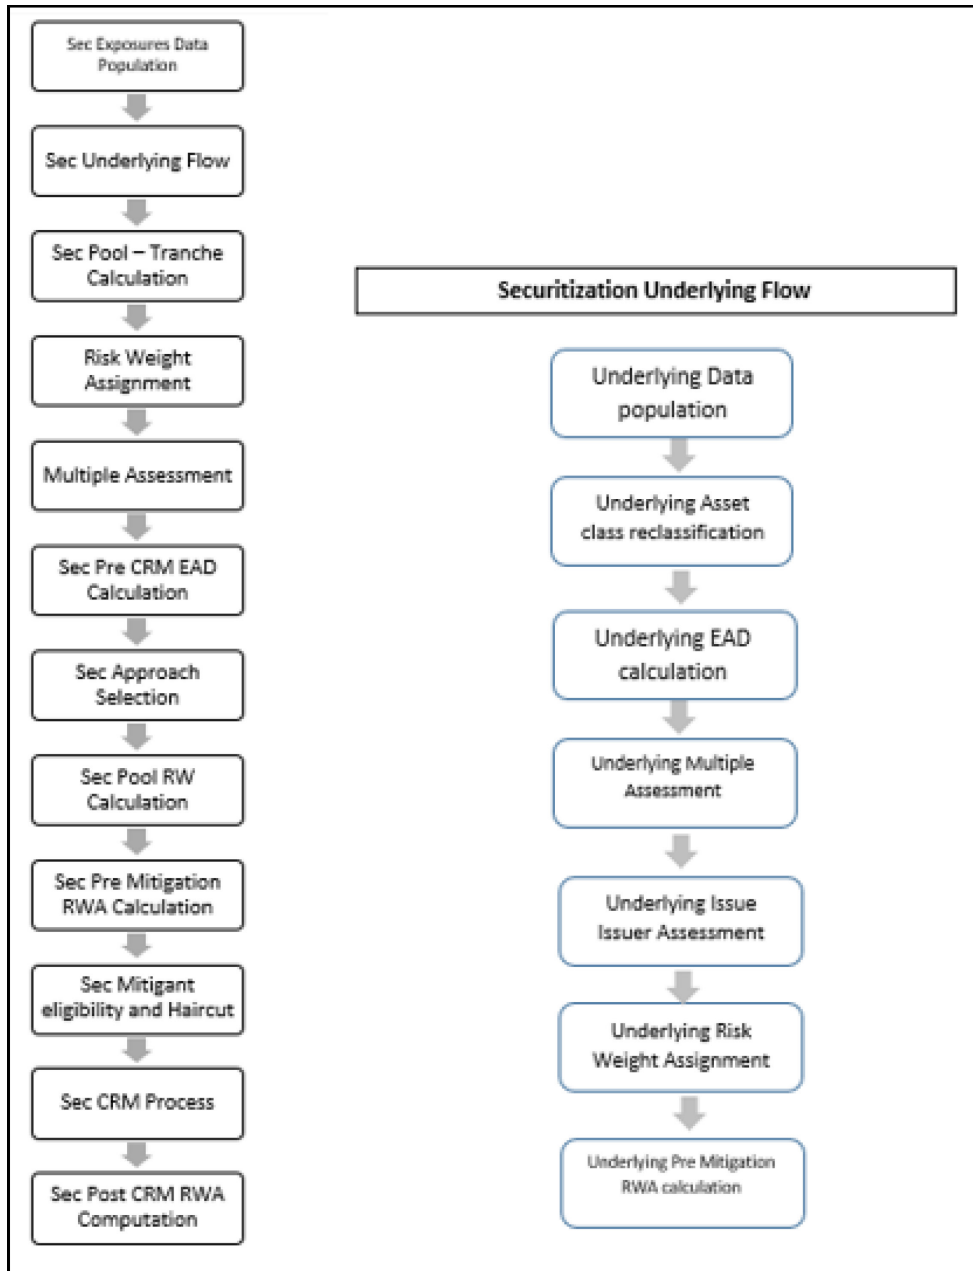 Sec Exposures Data
Population
Sec Underlying Flow
Sec Pool – Tranche
Calculation
Risk Weight
Assignment
Multiple Assessment
Sec Pre CRM EAD
Calculation
Sec Approach
Selection
Sec Pool RW
Calculation
Sec Pre Mitigation
RWA Calculation
Sec Mitigant
eligibility and Haircut
Sec CRM Process
Sec Post CRM RWA
Computation
Securitization Underlying Flow
Underlying Data
population
Underlying Asset
class reclassification
Underlying EAD
calculation
Underlying Multiple
Assessment
Underlying Issue
Issuer Assessment
Underlying Risk
Weight Assignment
Underlying Pre Mitigation
RWA calculation